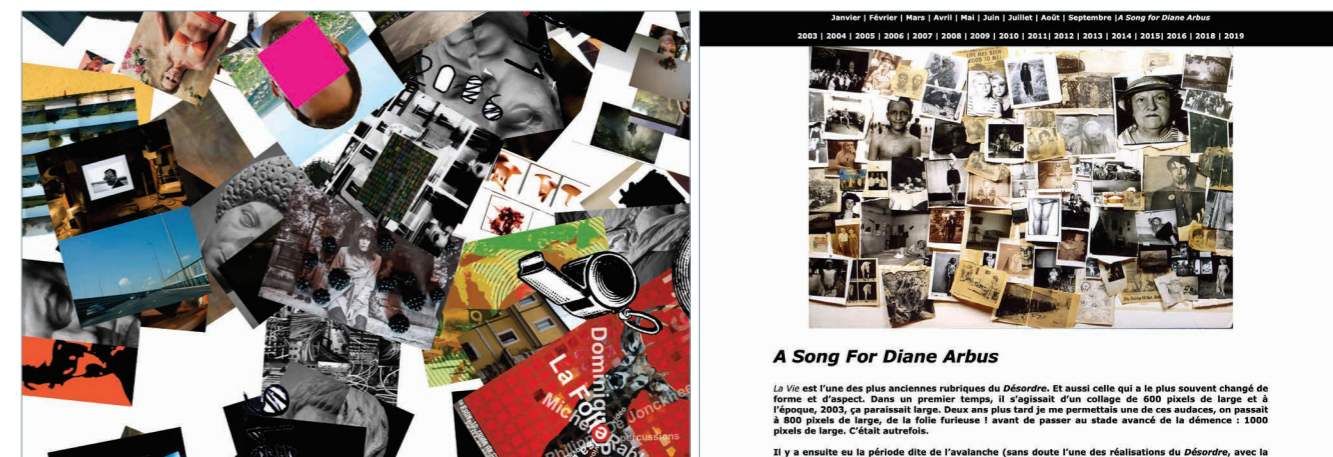 Dominique
La Folie
Miche
Jonckhee
percussions
Janvier | Février | Mars | Avril | Mai | Juin | Juillet | Août | Septembre |A Song for Diane Arbus
2003 | 2004 | 2005 | 2006 | 2007 | 2008 | 2009 | 2010 | 2011| 2012 | 2013 | 2014 | 2015| 2016 | 2018 | 2019
A Song For Diane Arbus
La Vie est l'une des plus anciennes rubriques du Désordre. Et aussi celle qui a le plus souvent changé de
forme et d'aspect. Dans un premier temps, il s'agissait d'un collage de 600 pixels de large et à
l'époque, 2003, ça paraissait large. Deux ans plus tard je me permettais une de ces audaces, on passait
à 800 pixels de large, de la folie furieuse ! avant de passer au stade avancé de la démence : 1000
pixels de large. C'était autrefois.
Il y a ensuite eu la période dite de l'avalanche (sans doute l'une des réalisations du Désordre, avec la